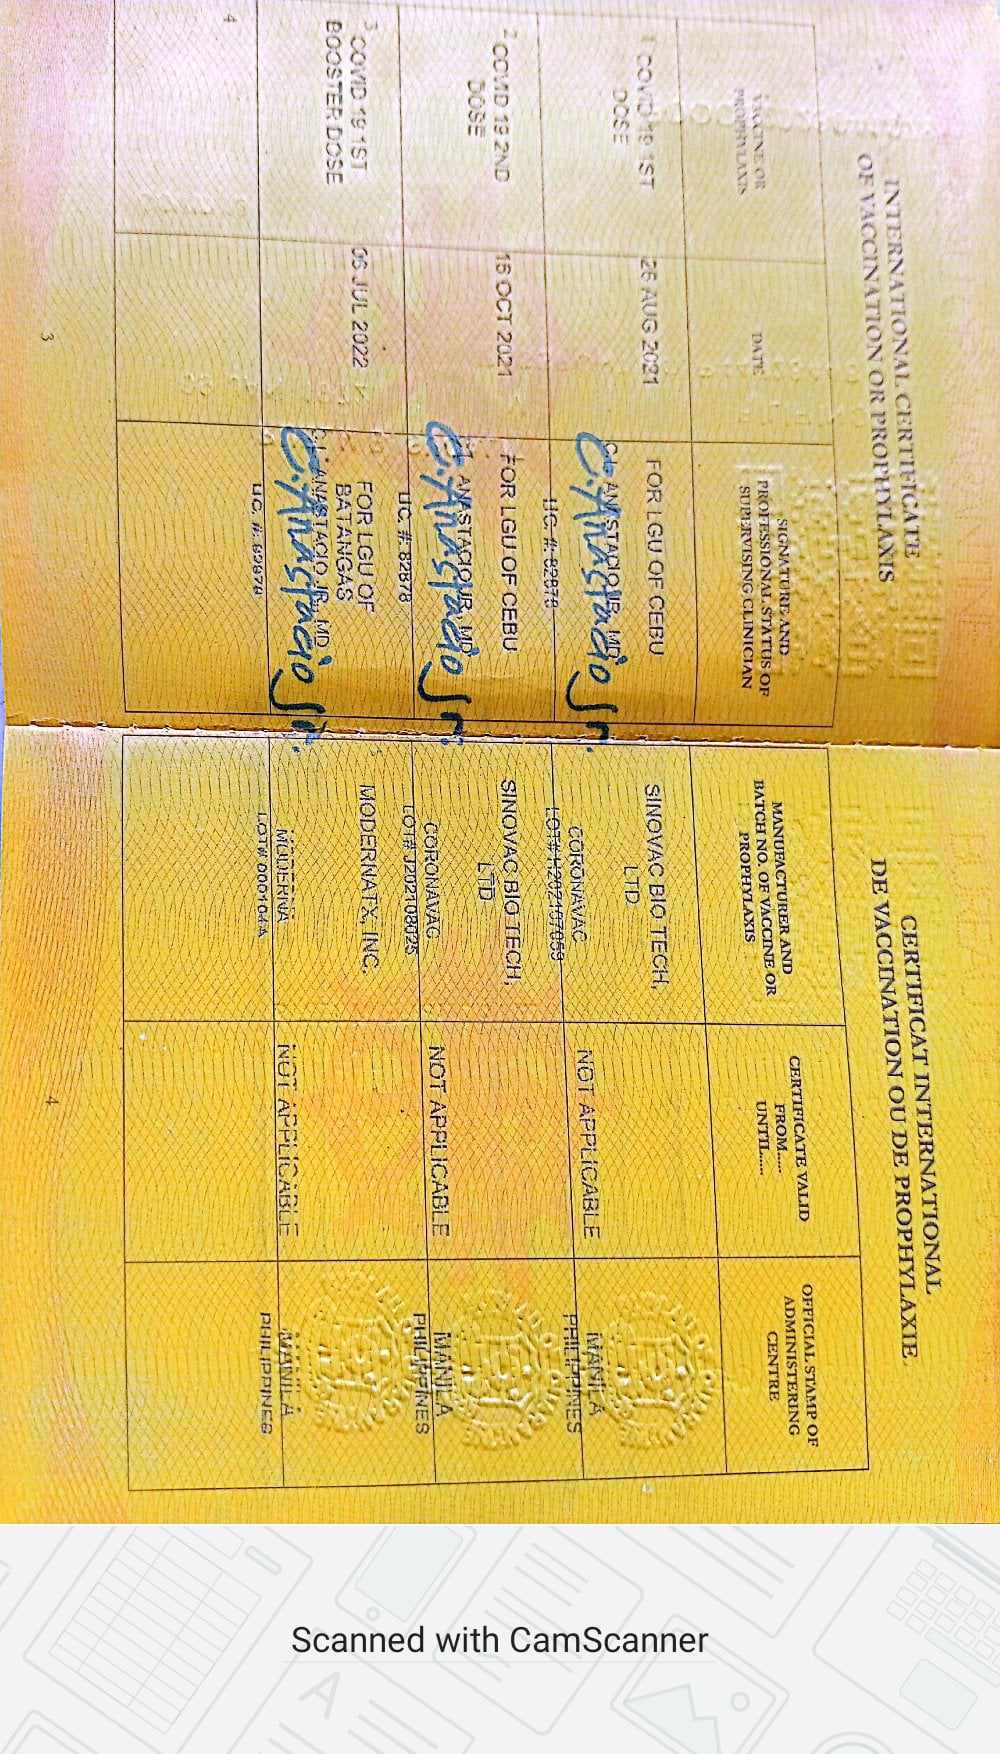 INTERNATIONAL CERTIFICATE
OF VACCINATION OR PROPHYLAXIS
VACCINE OR
PROPHYLAXIS
DATE
SIGNATURE AND
PROFESSIONAL STATUS OF
SUPERVISING CLINICIAN
1 COVID 19 1ST
DOSE
26 AUG 2021
FOR LGU OF CEBU
C. ANASTACIO JR., MD
C. Anastacio Jr.
LIC. #: 82878
2 COVID 19 2ND
DOSE
16 OCT 2021
FOR LGU OF CEBU
ANASTACIO JR., MD
C. Anastacio Jr.
LIC. #: 82878
3 COVID 19 1ST
BOOSTER DOSE
06 JUL 2022
FOR LGU OF
BATANGAS
ANASTACIO JR., MD
C. Anastacio Jr.
LIC. #: 82878
4
3
CERTIFICAT INTERNATIONAL
DE VACCINATION OU DE PROPHYLAXIE
MANUFACTURER AND
BATCH NO. OF VACCINE OR
PROPHYLAXIS
CERTIFICATE VALID
FROM......
UNTIL......
OFFICIAL STAMP OF
ADMINISTERING
CENTRE
SINOVAC BIO TECH,
LTD
CORONAVAC
NOT APPLICABLE
MANILA
PHILIPPINES
SINOVAC BIO TECH,
LTD
CORONAVAC
LOT# J202108025
NOT APPLICABLE
MANILA
PHILIPPINES
MODERNATX, INC.
MODERNA
LOT# 000104A
NOT APPLICABLE
MANILA
PHILIPPINES
4
Scanned with CamScanner